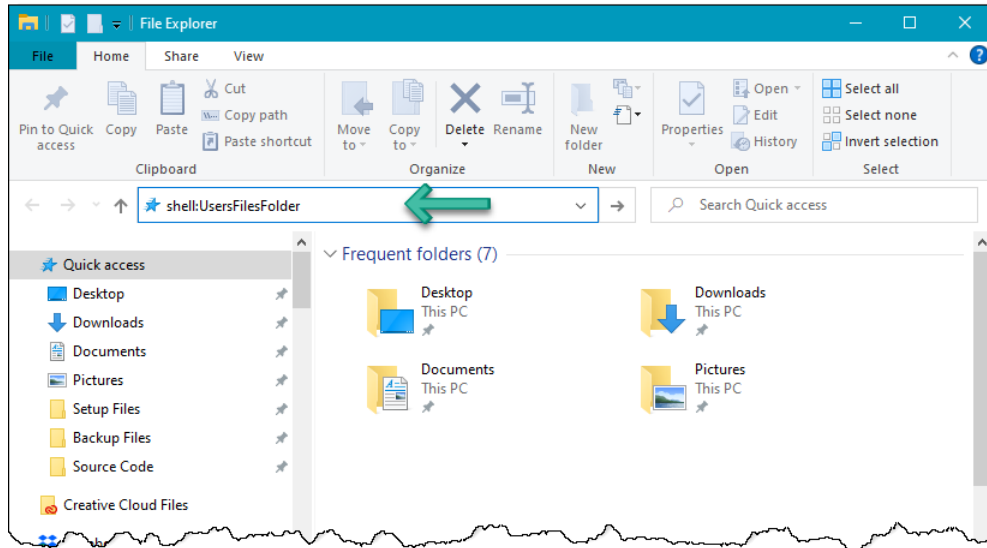 File Explorer
File Home Share View
Pin to Quick access
Copy
Paste
Cut
Copy path
Paste shortcut
Clipboard
Move to
Copy to
Delete
Rename
Organize
New folder
New
Properties
Open
Edit
History
Open
Select all
Select none
Invert selection
Select
shell:UsersFilesFolder
Search Quick access
Quick access
Desktop
Downloads
Documents
Pictures
Setup Files
Backup Files
Source Code
Creative Cloud Files
Frequent folders (7)
Desktop
This PC
Downloads
This PC
Documents
This PC
Pictures
This PC